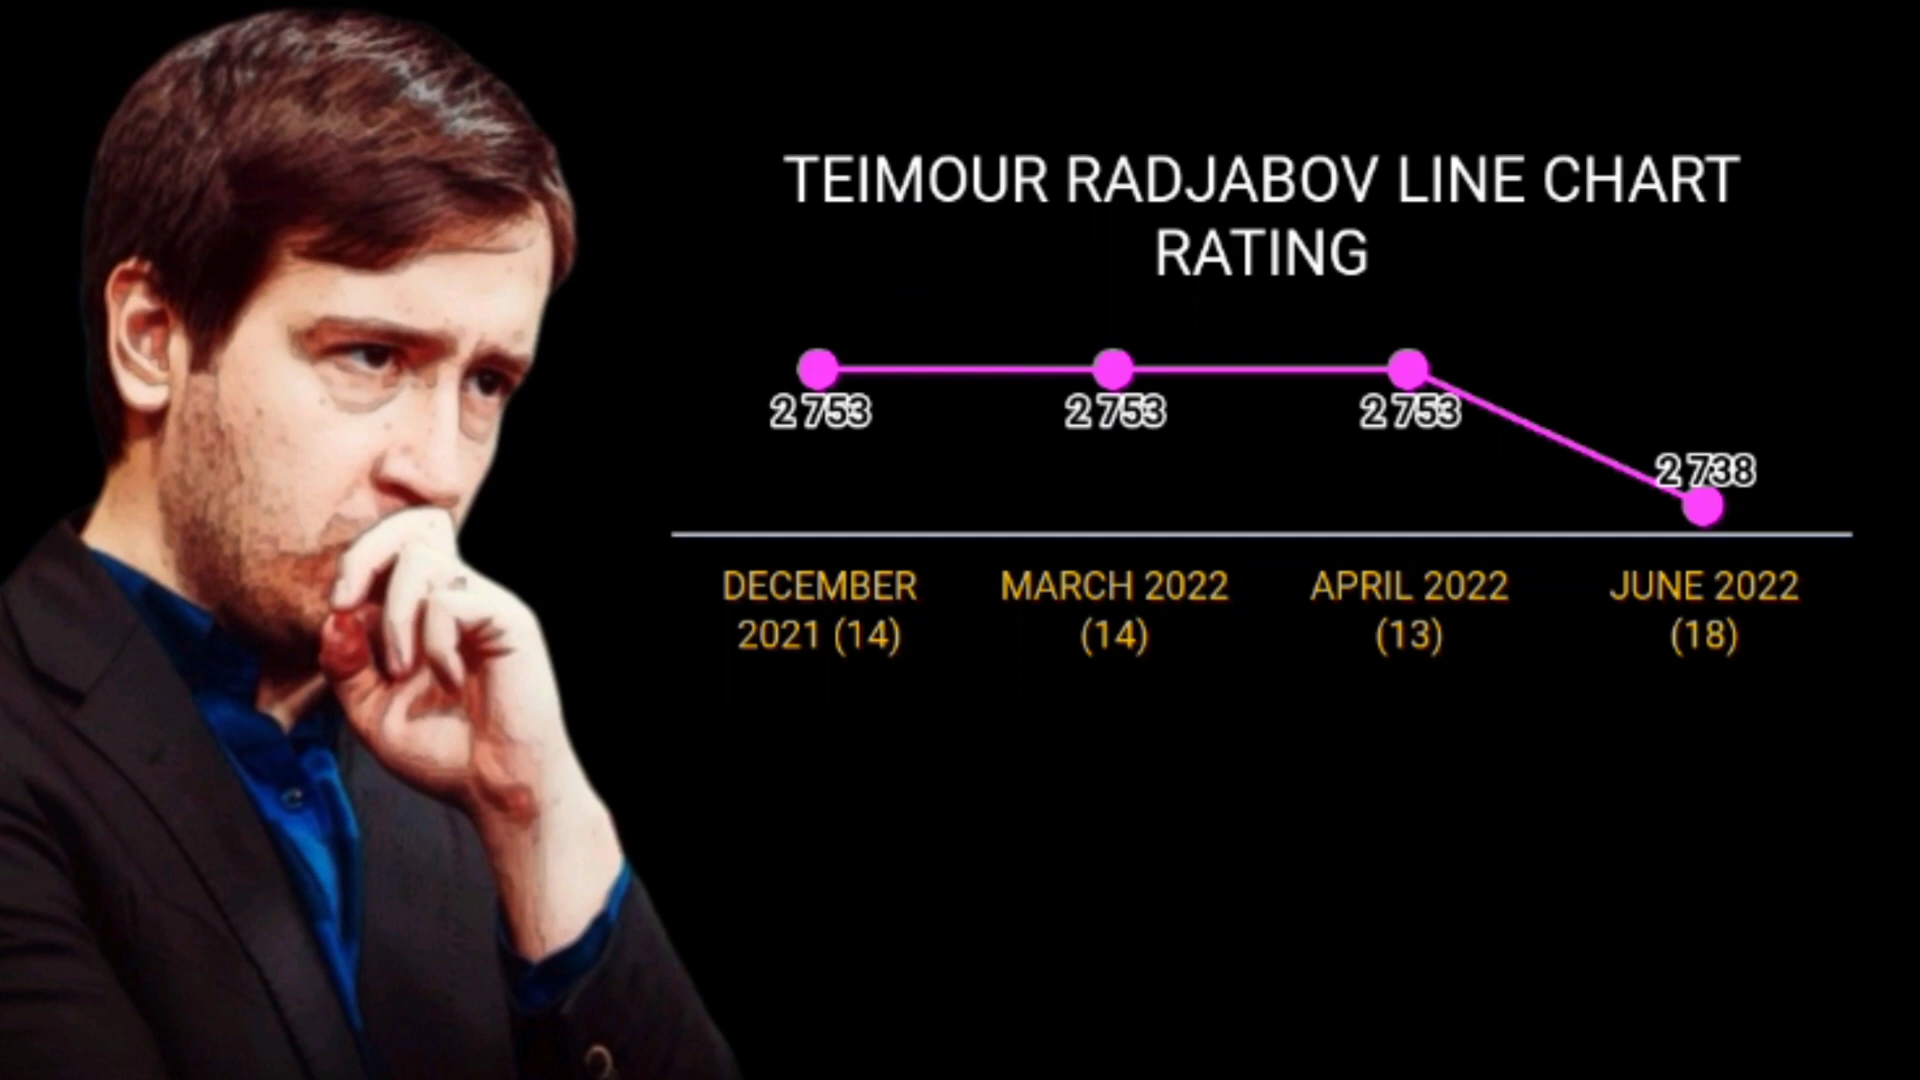 TEIMOUR RADJABOV LINE CHART
RATING
2 753
2 753
2 753
2 738
DECEMBER
2021 (14)
MARCH 2022
(14)
APRIL 2022
(13)
JUNE 2022
(18)